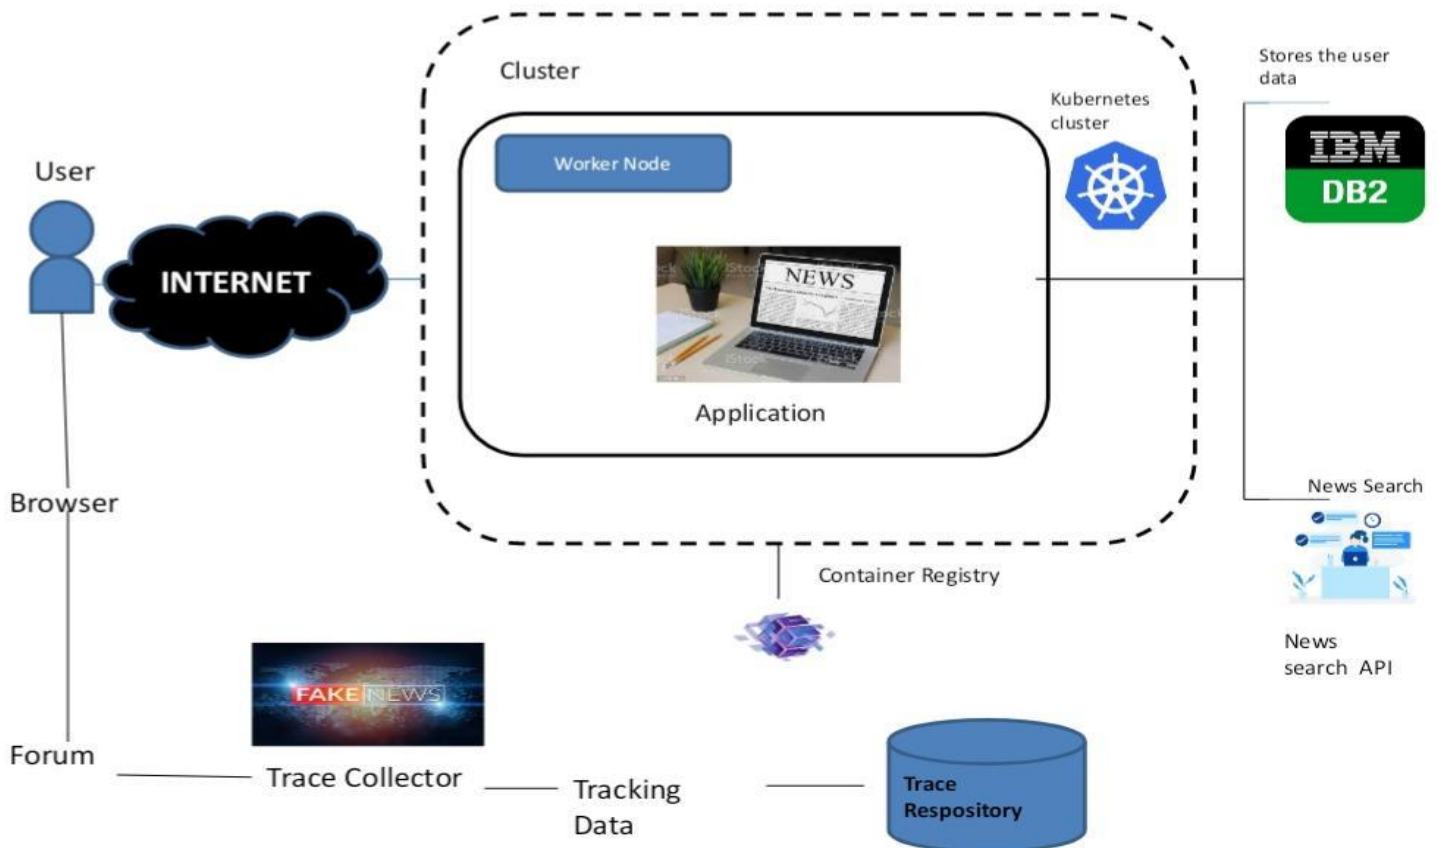 Cluster
Stores the user
data
Kubernetes
cluster
IBM
DB2
Worker Node
User
INTERNET
NEWS
Application
Browser
News Search
Container Registry
News
search API
FAKE NEWS
Forum
Trace Collector
Tracking
Data
Trace
Respository